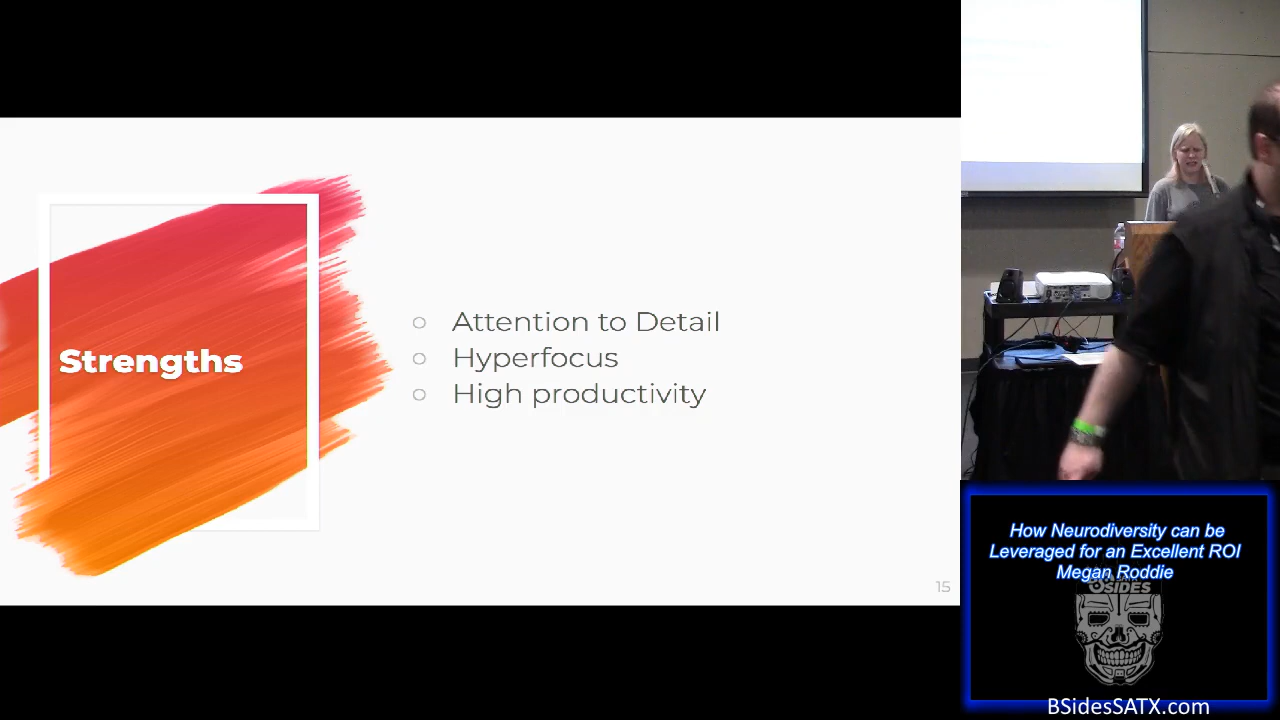 Strengths
Attention to Detail
Hyperfocus
High productivity
15
How Neurodiversity can be
Leveraged for an Excellent ROI
Megan Roddie
BSIDES
BSidesSATX.com